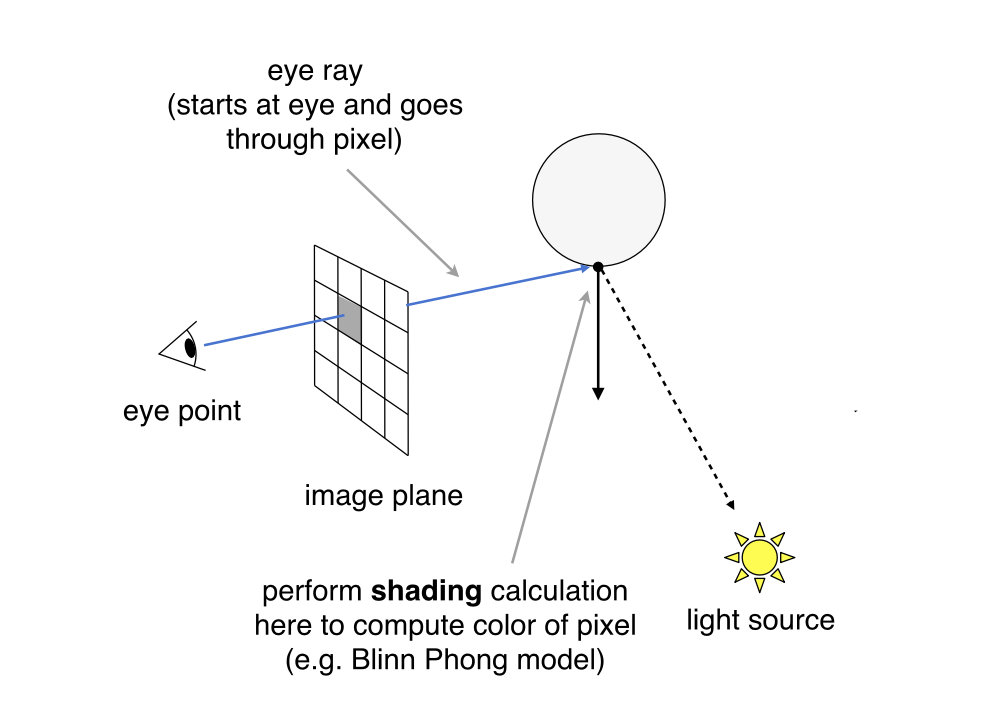 eye ray
(starts at eye and goes
through pixel)
eye point
image plane
perform shading calculation
here to compute color of pixel
(e.g. Blinn Phong model)
light source